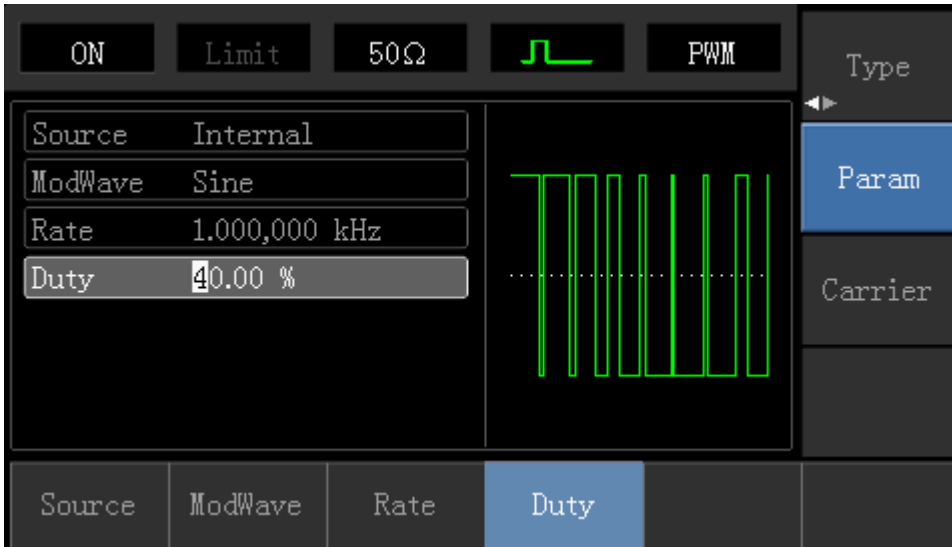 ON Limit 50Ω PWM
Type
Source Internal
ModWave Sine
Param
Rate 1.000,000 kHz
Duty 40.00 %
Carrier
Source ModWave Rate Duty